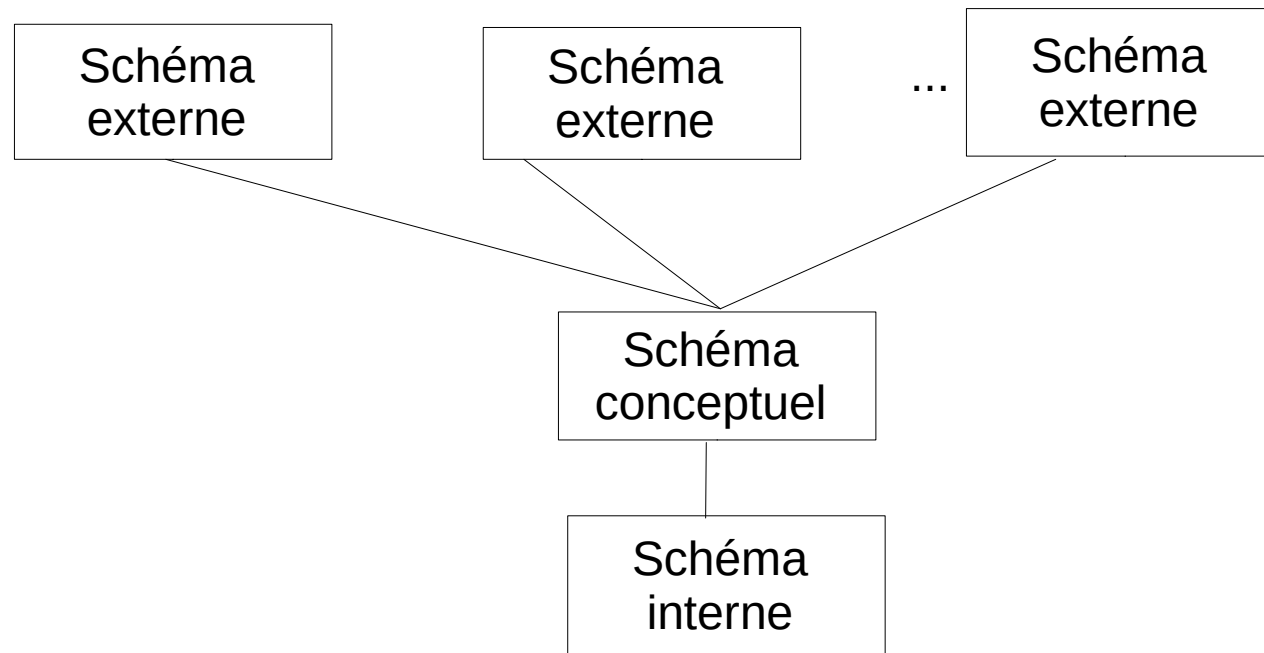 Schéma
externe
Schéma
externe
...
Schéma
externe
Schéma
conceptuel
Schéma
interne